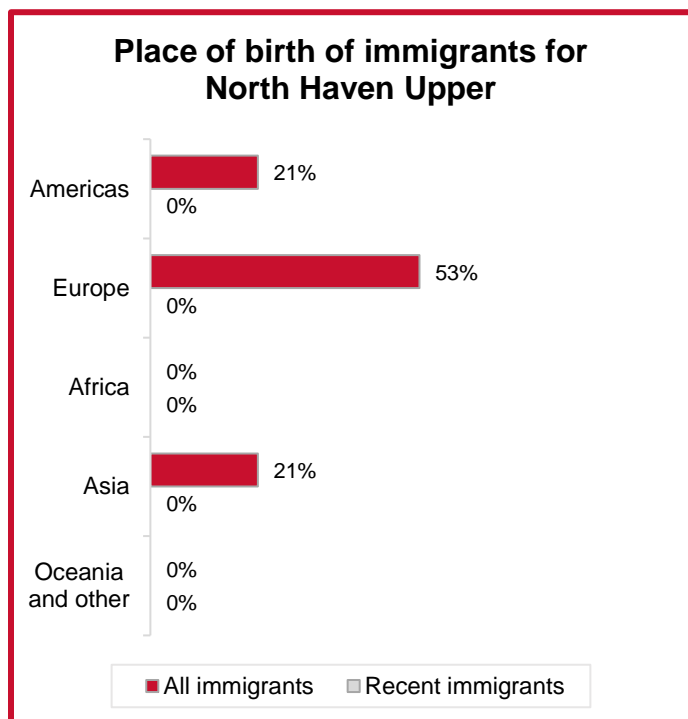 Place of birth of immigrants for
North Haven Upper
Americas
21%
0%
Europe
53%
0%
Africa
0%
0%
Asia
21%
0%
Oceania
and other
0%
0%
All immigrants
Recent immigrants